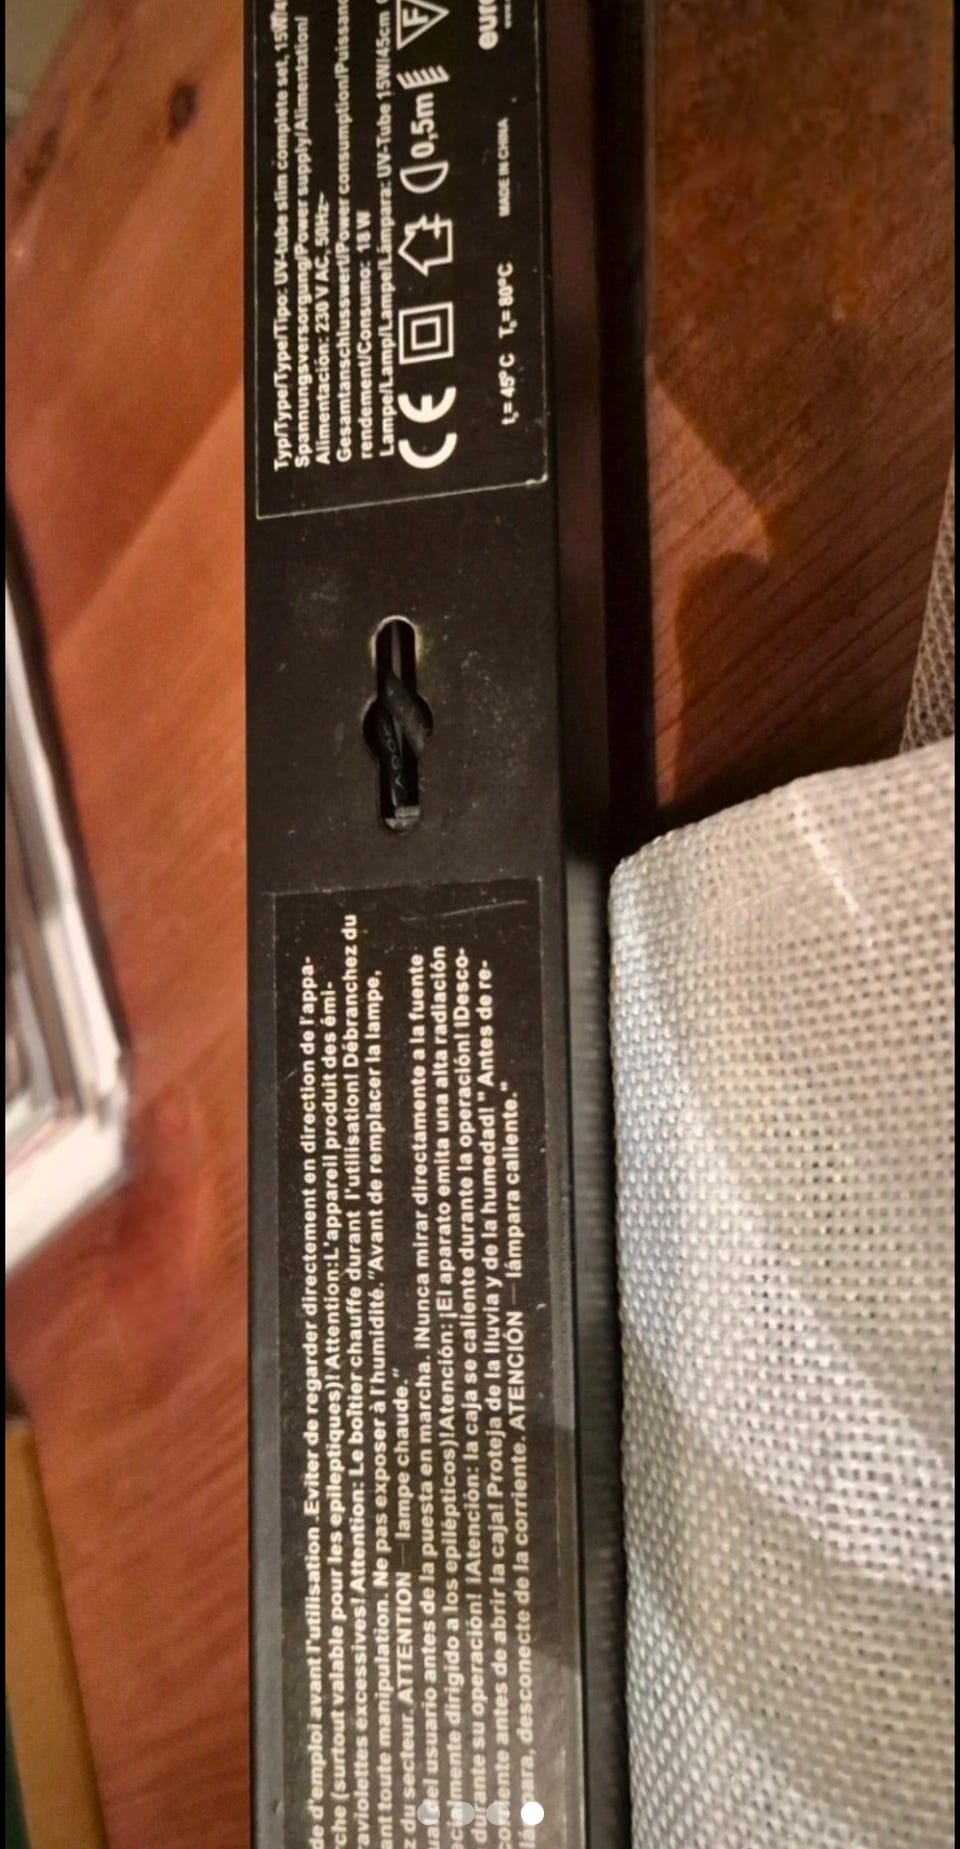 Typ/Type/Type/Tipo: UV-tube slim complete set, 15W
Spannungsversorgung/Power supply/Alimentation/
Alimentación: 230 V AC, 50Hz~
Gesamtanschlusswert/Power consumption/Puissance
rendement/Consumo: 18 W
Lampe/Lamp/Lampe/Lámpara: UV-Tube 15W/45cm
CE 0,5m F
MADE IN CHINA
euro
de d'emploi avant l'utilisation .Eviter de regarder directement en direction de l'appa-
rche (surtout valable pour les epileptiques)! Attention:L'appareil produit des émi-
raviolettes excessives! Attention: Le boîtier chauffe durant l'utilisation! Débranchez du
ant toute manipulation. Ne pas exposer à l'humidité."Avant de remplacer la lampe,
z du secteur. ATTENTION — lampe chaude."
el usuario antes de la puesta en marcha. ¡Nunca mirar directamente a la fuente
mente dirigido a los epilépticos)!Atención: ¡El aparato emita una alta radiación
durante su operación! ¡Atención: la caja se caliente durante la operación! ¡Desco-
antes de abrir la caja! Proteja de la lluvia y de la humedad! "Antes de re-
desconecte de la corriente. ATENCIÓN — lámpara caliente."